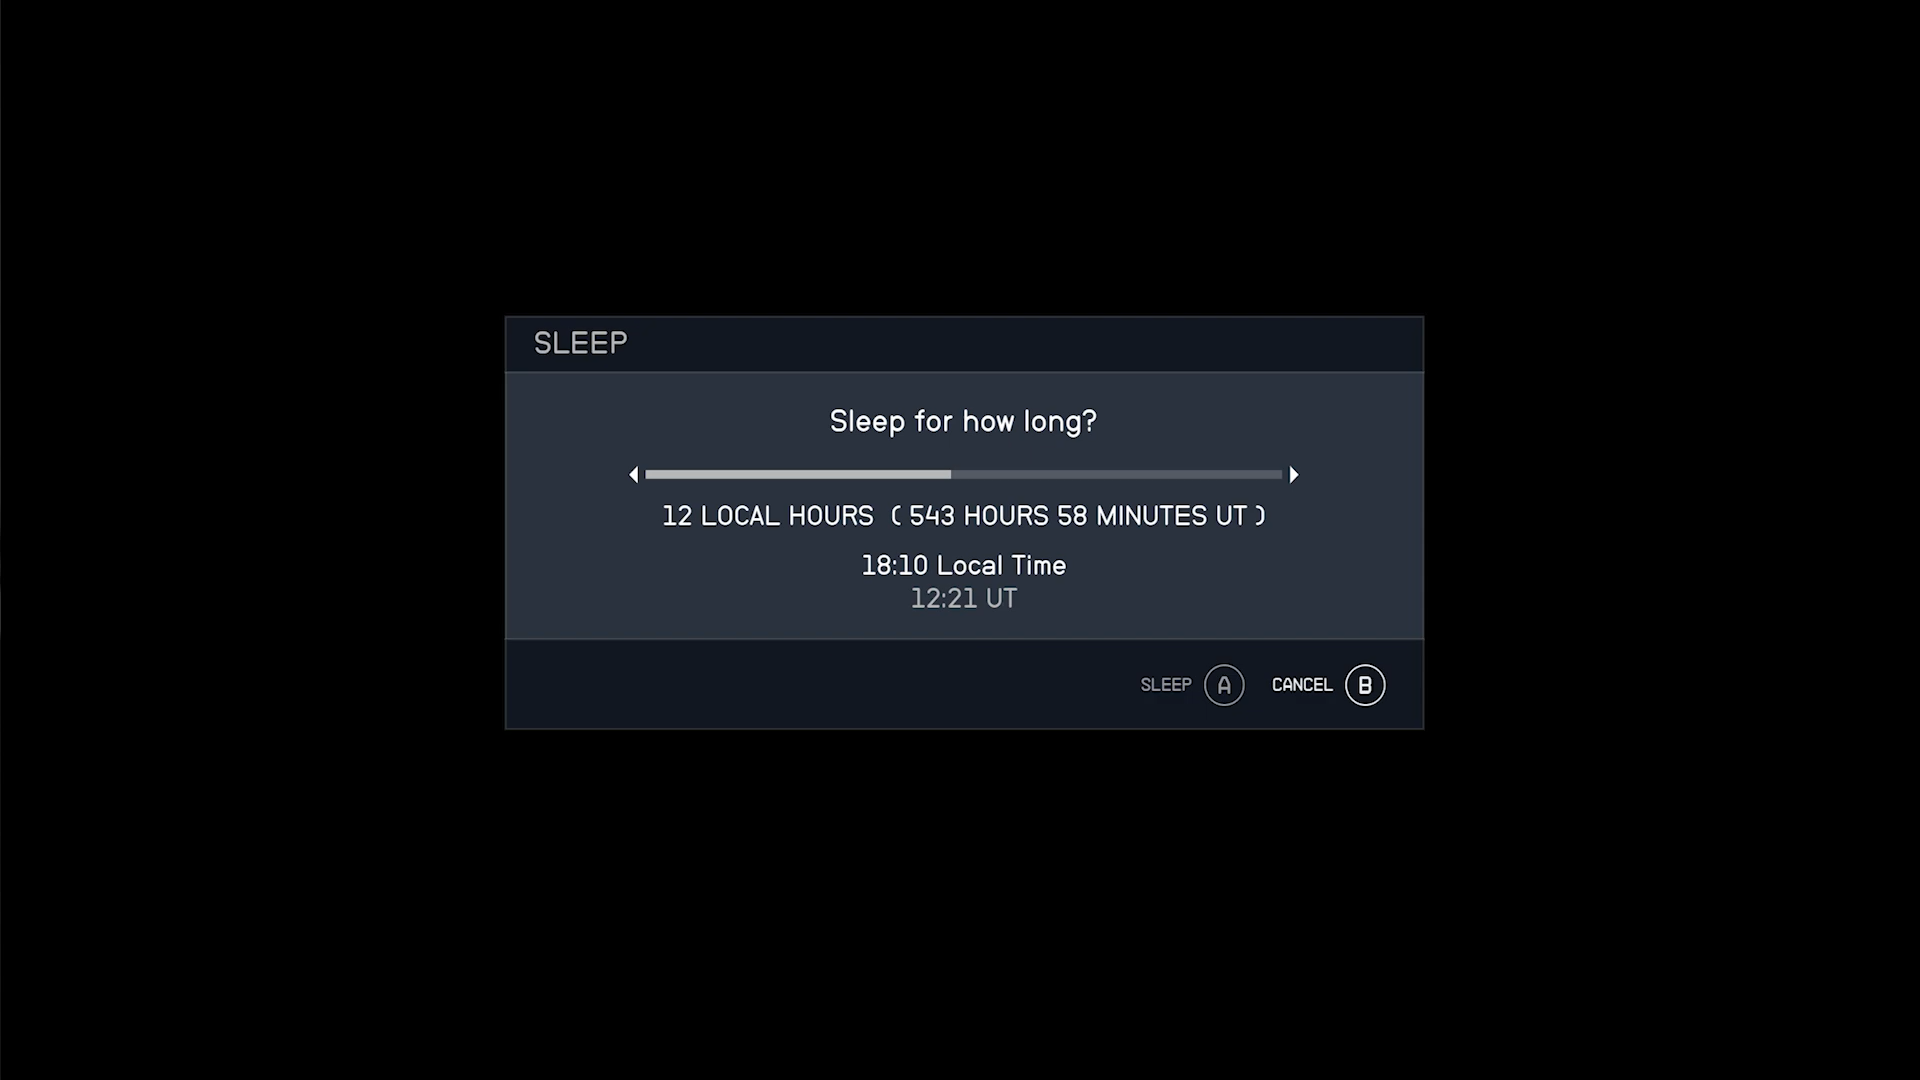 SLEEP
Sleep for how long?
12 LOCAL HOURS ( 543 HOURS 58 MINUTES UT )
18:10 Local Time
12:21 UT
SLEEP A CANCEL B